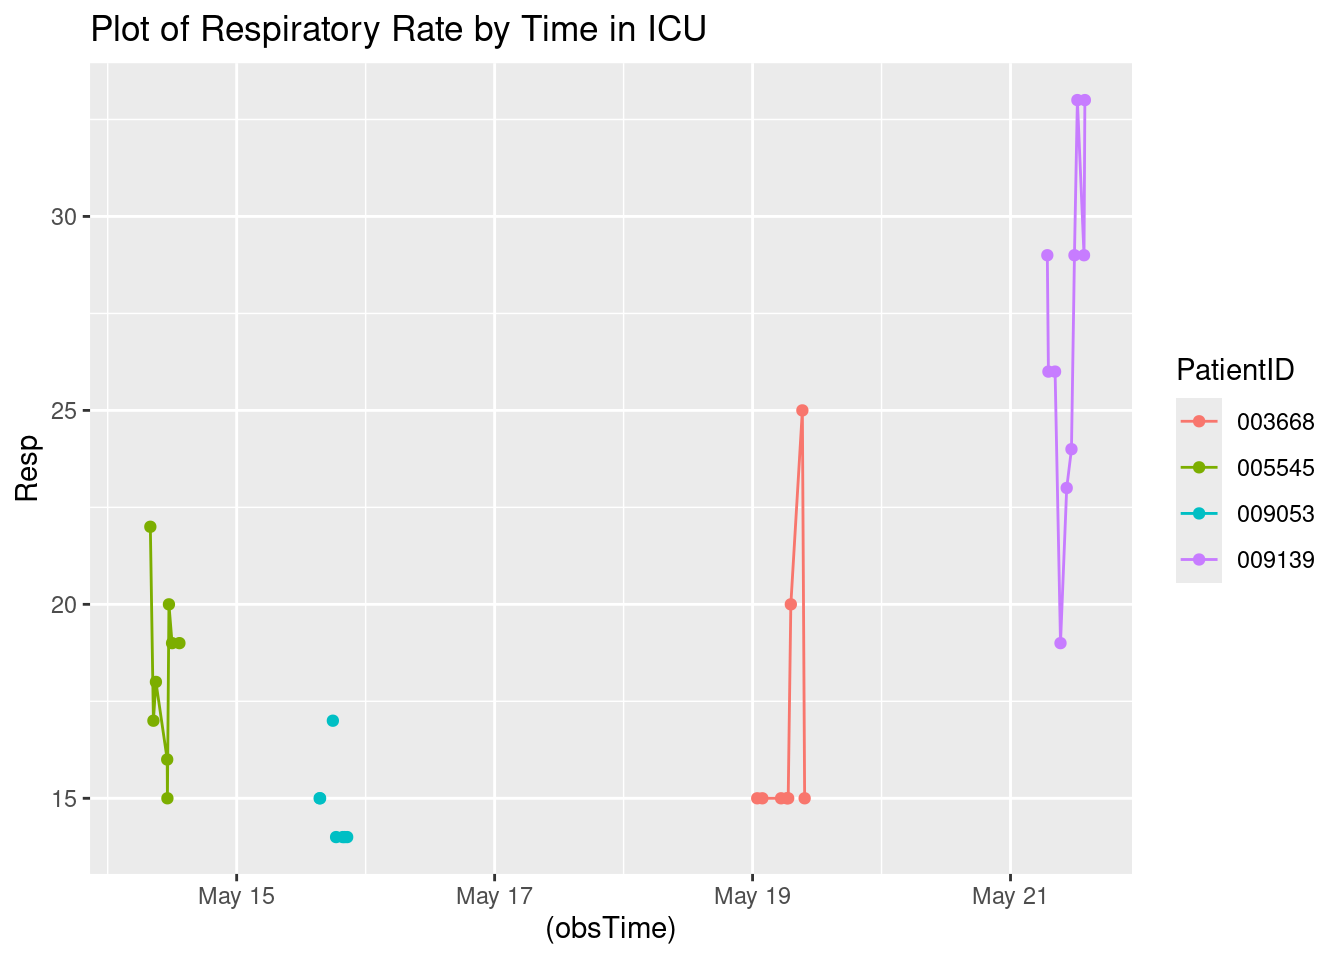 Plot of Respiratory Rate by Time in ICU
Resp
30
25
20
15
May 15
May 17
May 19
May 21
(obsTime)
PatientID
003668
005545
009053
009139